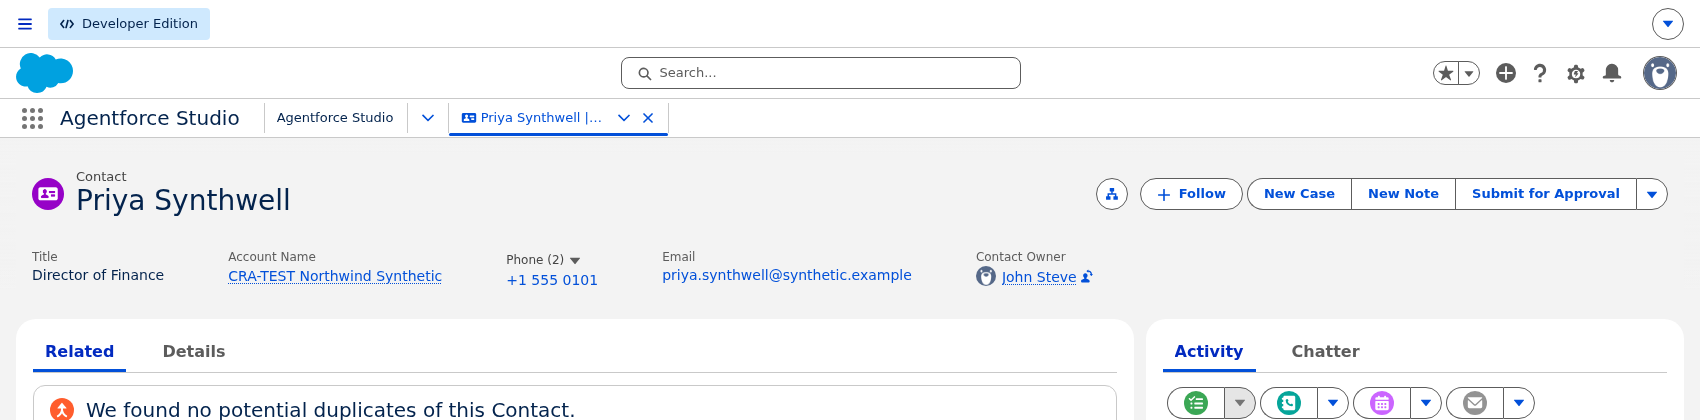 Developer Edition
Search...
Agentforce Studio
Agentforce Studio
Priya Synthwell |...
Contact
Priya Synthwell
Follow
New Case
New Note
Submit for Approval
Title
Account Name
Phone (2)
Email
Contact Owner
Director of Finance
CRA-TEST Northwind Synthetic
+1 555 0101
priya.synthwell@synthetic.example
John Steve
Related
Details
Activity
Chatter
We found no potential duplicates of this Contact.